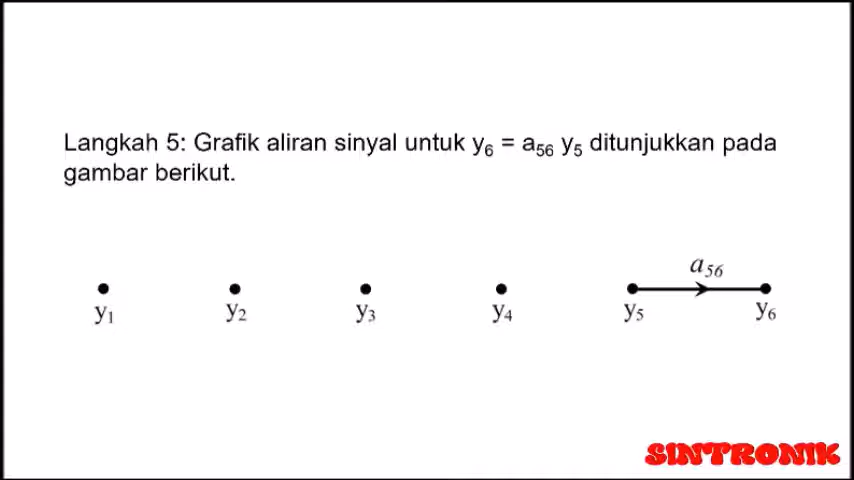 Langkah 5: Grafik aliran sinyal untuk y₆ = a₅₆ y₅ ditunjukkan pada
gambar berikut.
a₅₆
y₁ y₂ y₃ y₄ y₅ y₆
SINTRONIK